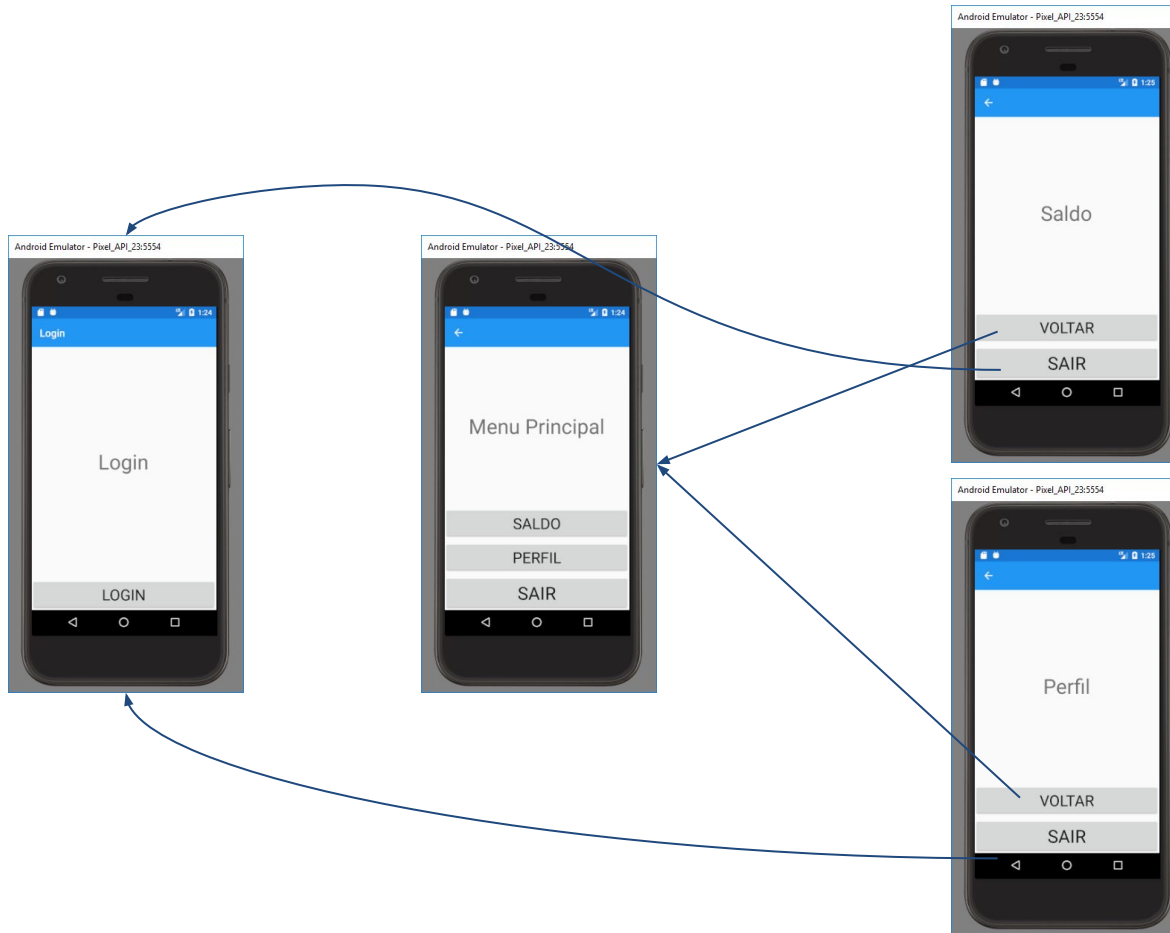 Android Emulator - Pixel_API_23:5554
1:24
Login
Login
LOGIN
Android Emulator - Pixel_API_23:5554
1:24
Menu Principal
SALDO
PERFIL
SAIR
Android Emulator - Pixel_API_23:5554
1:25
Saldo
VOLTAR
SAIR
Android Emulator - Pixel_API_23:5554
1:25
Perfil
VOLTAR
SAIR